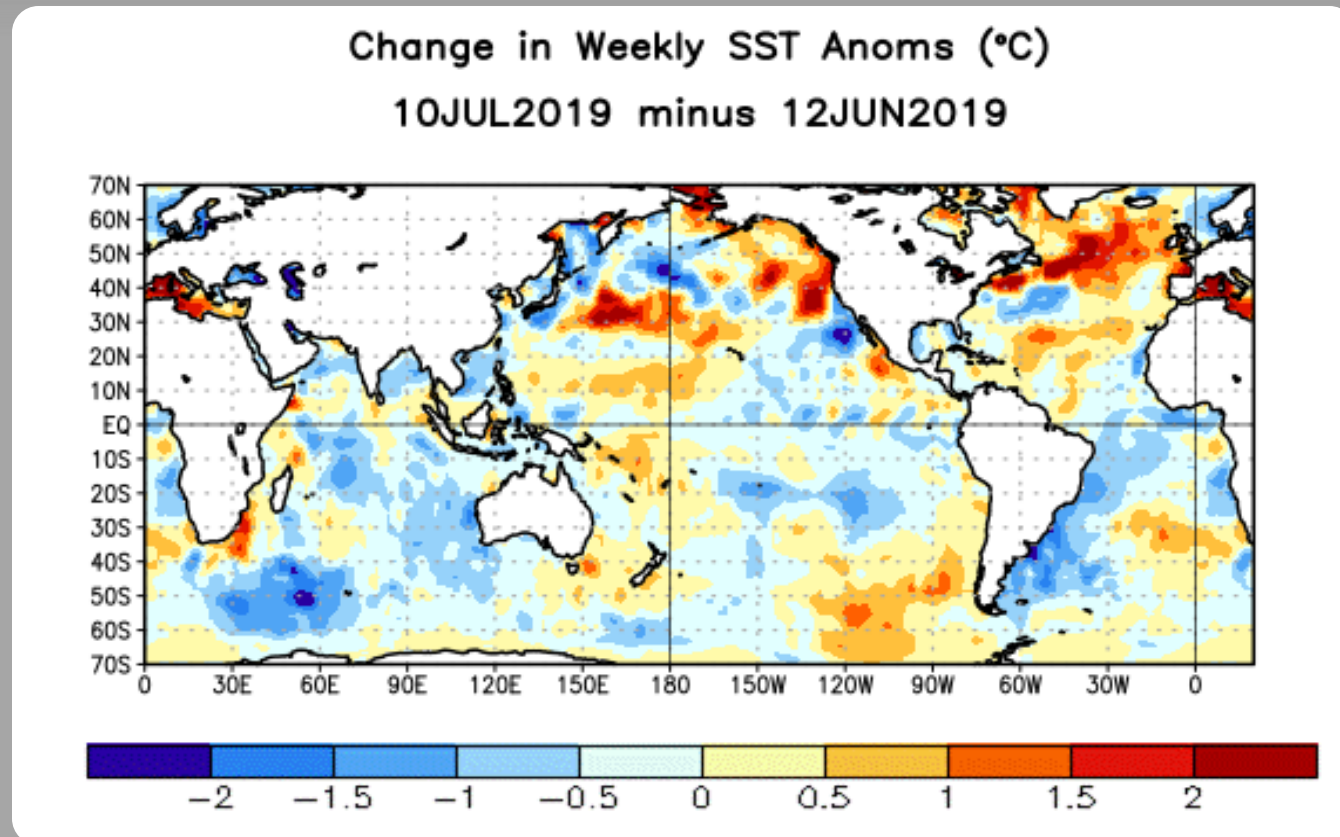 Change in Weekly SST Anoms (°C)
10JUL2019 minus 12JUN2019
70N
60N
50N
40N
30N
20N
10N
EQ
10S
20S
30S
40S
50S
60S
70S
0 30E 60E 90E 120E 150E 180 150W 120W 90W 60W 30W 0
−2 −1.5 −1 −0.5 0 0.5 1 1.5 2